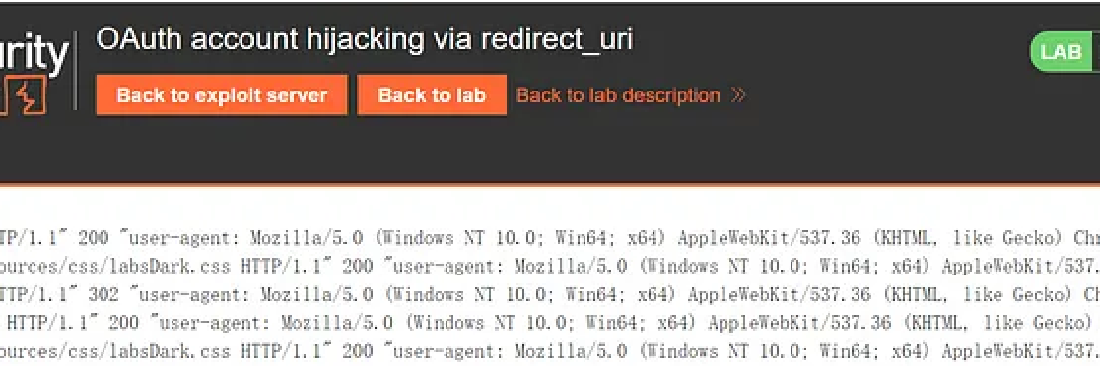 urity
OAuth account hijacking via redirect_uri
LAB
Back to exploit server
Back to lab
Back to lab description >>
TP/1.1" 200 "user-agent: Mozilla/5.0 (Windows NT 10.0; Win64; x64) AppleWebKit/537.36 (KHTML, like Gecko) Chr
ources/css/labsDark.css HTTP/1.1" 200 "user-agent: Mozilla/5.0 (Windows NT 10.0; Win64; x64) AppleWebKit/537.
TTP/1.1" 302 "user-agent: Mozilla/5.0 (Windows NT 10.0; Win64; x64) AppleWebKit/537.36 (KHTML, like Gecko) Ch
HTTP/1.1" 200 "user-agent: Mozilla/5.0 (Windows NT 10.0; Win64; x64) AppleWebKit/537.36 (KHTML, like Gecko)
ources/css/labsDark.css HTTP/1.1" 200 "user-agent: Mozilla/5.0 (Windows NT 10.0; Win64; x64) AppleWebKit/537.